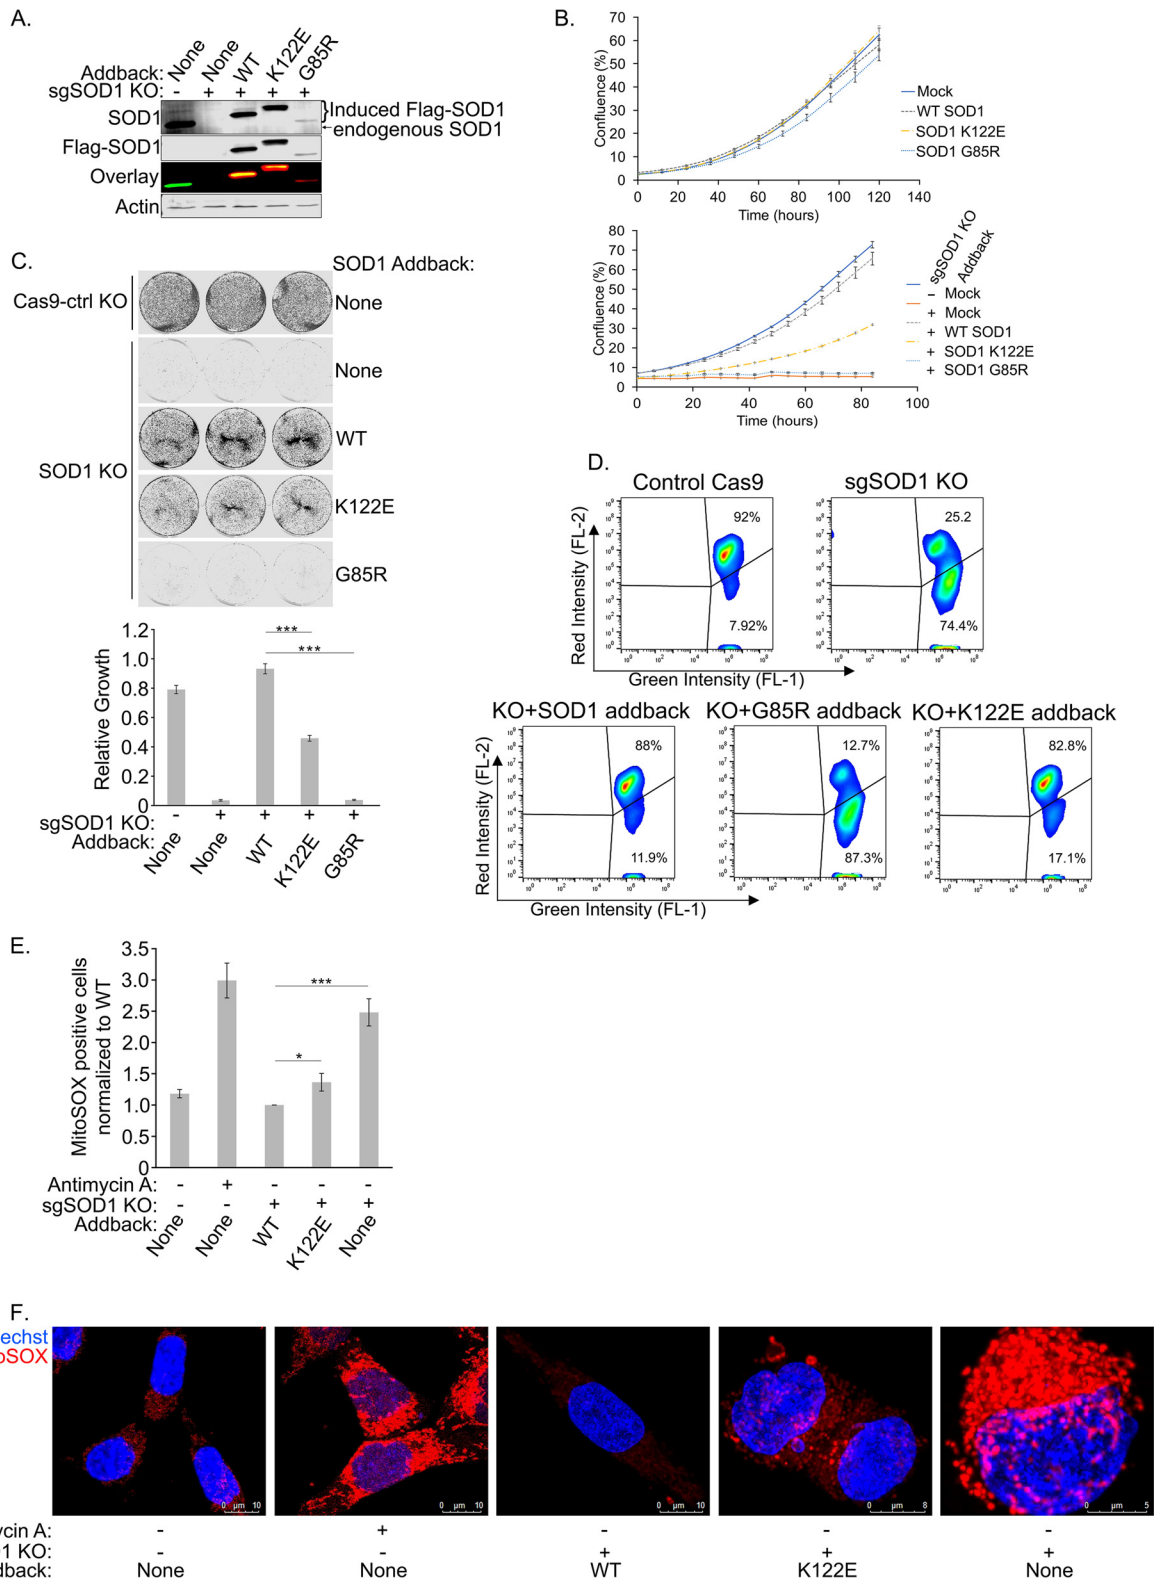 A.
Addback: None None WT K122E G85R
sgSOD1 KO: - + + + +
SOD1
}Induced Flag-SOD1
←endogenous SOD1
Flag-SOD1
Overlay
Actin
B.
Confluence (%)
70
60
50
40
30
20
10
0
0 20 40 60 80 100 120 140
Time (hours)
Mock
WT SOD1
SOD1 K122E
SOD1 G85R
Confluence (%)
80
70
60
50
40
30
20
10
0
0 20 40 60 80 100
Time (hours)
sgSOD1 KO
Addback
– Mock
+ Mock
+ WT SOD1
+ SOD1 K122E
+ SOD1 G85R
C.
SOD1 Addback:
Cas9-ctrl KO
None
SOD1 KO
None
WT
K122E
G85R
Relative Growth
1.2
1.0
0.8
0.6
0.4
0.2
0
***
***
sgSOD1 KO: - + + + +
Addback: None None WT K122E G85R
D.
Control Cas9
92%
7.92%
sgSOD1 KO
25.2
74.4%
Red Intensity (FL-2)
Green Intensity (FL-1)
KO+SOD1 addback
88%
11.9%
KO+G85R addback
12.7%
87.3%
KO+K122E addback
82.8%
17.1%
Red Intensity (FL-2)
Green Intensity (FL-1)
E.
MitoSOX positive cells
normalized to WT
3.5
3.0
2.5
2.0
1.5
1.0
0.5
0
***
*
Antimycin A: - + - - -
sgSOD1 KO: - - + + +
Addback: None None WT K122E None
F.
echst
oSOX
0 µm 10
0 µm 10
0 µm 10
0 µm 8
0 µm 5
ycin A: - + - - -
D1 KO: - - + + +
ddback: None None WT K122E None